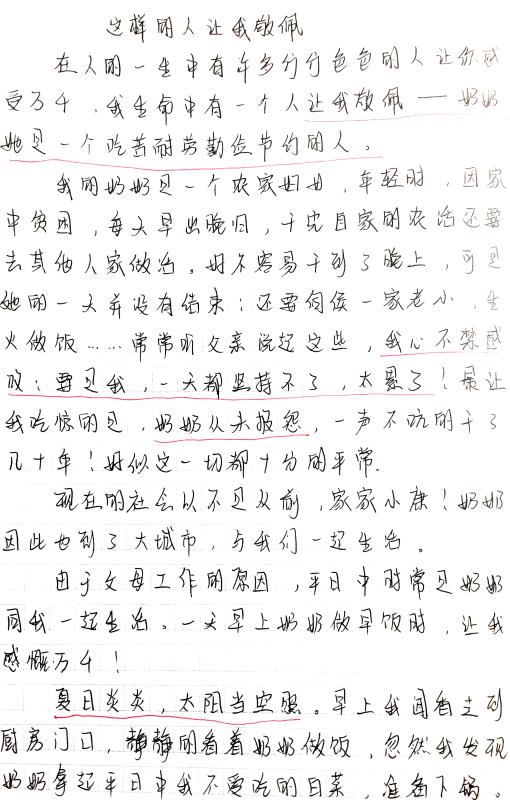 这样的人让我敬佩
在人的一生中有许多行行色色的人让你感
受万千，我生命中有一个人让我敬佩——奶奶
她是一个吃苦耐劳勤俭节约的人。
我的奶奶是一个农家妇女，年轻时，因家
中贫困，每天早出晚归，干完自家的农活还要
去其他人家做活。好不容易干到了晚上，可是
她的一天并没有结束；还要伺侯一家老小，生
火做饭……常常听父亲说起这些，我心不禁感
叹：要是我，一天都坚持不了，太累了！最让
我吃惊的是，奶奶从未报怨，一声不吭的干了
几十年！好似这一切都十分的平常.
现在的社会以不是从前，家家小康！奶奶
因此也到了大城市，与我们一起生活。
由于父母工作的原因，平日中时常是奶奶
同我一起生活。一天早上奶奶做早饭时，让我
感慨万千！
夏日炎炎，太阳当空照。早上我闻香走到
厨房门口，静静的看着奶奶做饭，忽然我发现
奶奶拿起平日中我不爱吃的白菜，准备下锅。